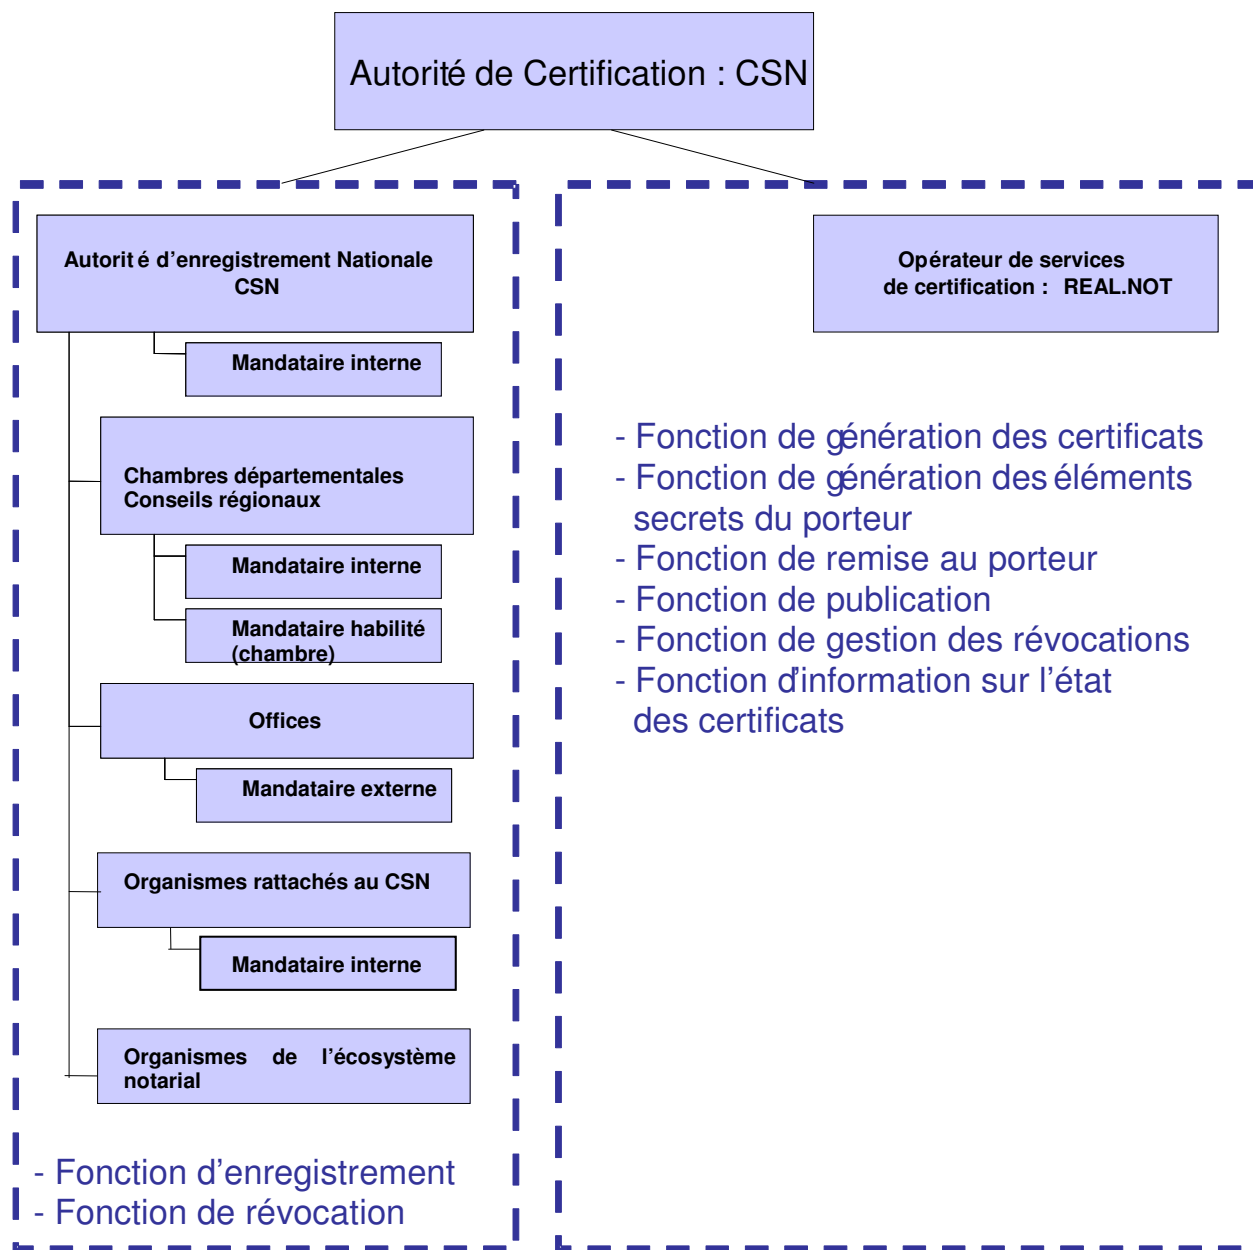 Autorité de Certification : CSN
Autorité d'enregistrement Nationale
CSN
Mandataire interne
Chambres départementales
Conseils régionaux
Mandataire interne
Mandataire habilité
(chambre)
Offices
Mandataire externe
Organismes rattachés au CSN
Mandataire interne
Organismes de l'écosystème
notarial
- Fonction d'enregistrement
- Fonction de révocation
Opérateur de services
de certification : REAL.NOT
- Fonction de génération des certificats
- Fonction de génération des éléments
secrets du porteur
- Fonction de remise au porteur
- Fonction de publication
- Fonction de gestion des révocations
- Fonction d'information sur l'état
des certificats